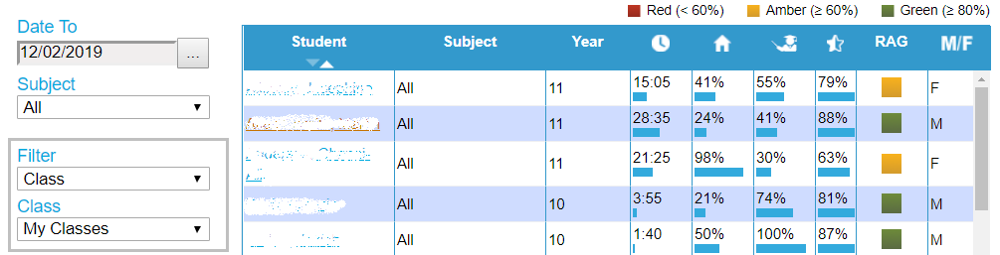 Red (< 60%) Amber (≥ 60%) Green (≥ 80%)
Date To
12/02/2019 ...
Subject
All
Filter
Class
Class
My Classes
Student Subject Year RAG M/F
All 11 15:05 41% 55% 79% F
All 11 28:35 24% 41% 88% M
All 11 21:25 98% 30% 63% F
All 10 3:55 21% 74% 81% M
All 10 1:40 50% 100% 87% M